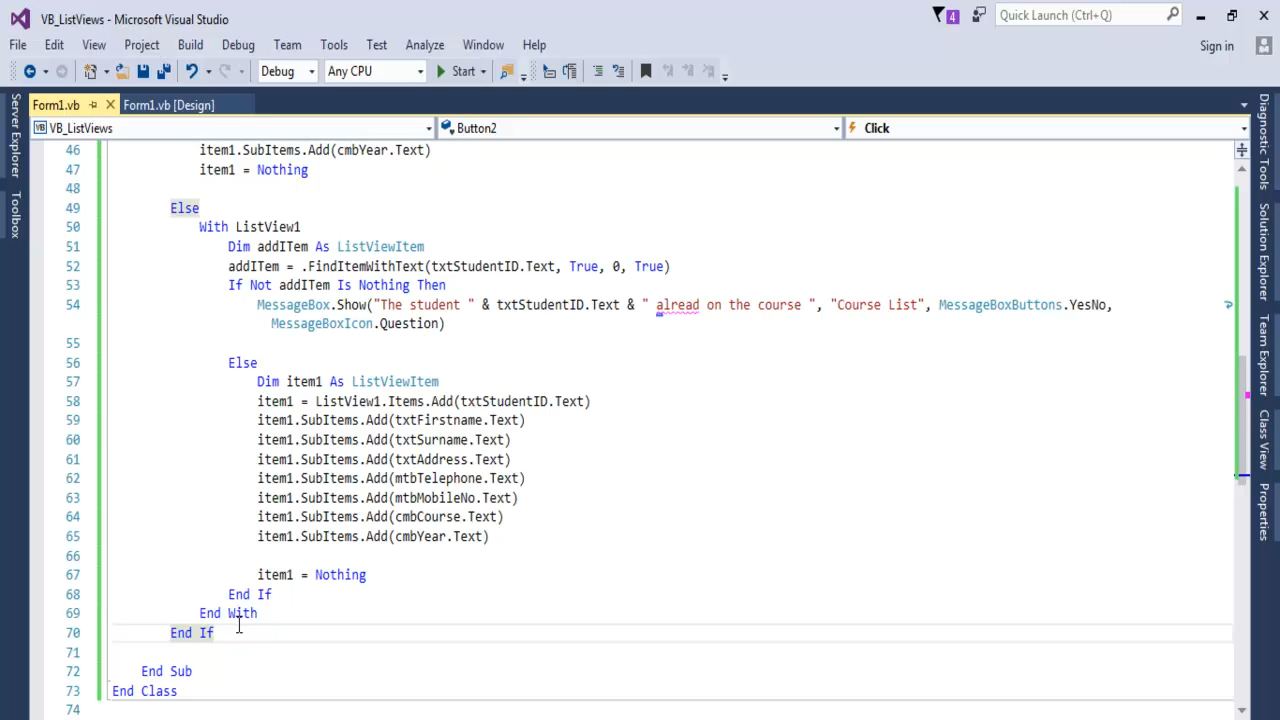 VB_ListViews - Microsoft Visual Studio
4
Quick Launch (Ctrl+Q)
File Edit View Project Build Debug Team Tools Test Analyze Window Help
Sign in
Debug Any CPU Start
Form1.vb Form1.vb [Design]
VB_ListViews Button2 Click
Server Explorer
Toolbox
46 item1.SubItems.Add(cmbYear.Text)
47 item1 = Nothing
48
49 Else
50 With ListView1
51 Dim addITem As ListViewItem
52 addITem = .FindItemWithText(txtStudentID.Text, True, 0, True)
53 If Not addITem Is Nothing Then
54 MessageBox.Show("The student " & txtStudentID.Text & " alread on the course ", "Course List", MessageBoxButtons.YesNo,
MessageBoxIcon.Question)
55
56 Else
57 Dim item1 As ListViewItem
58 item1 = ListView1.Items.Add(txtStudentID.Text)
59 item1.SubItems.Add(txtFirstname.Text)
60 item1.SubItems.Add(txtSurname.Text)
61 item1.SubItems.Add(txtAddress.Text)
62 item1.SubItems.Add(mtbTelephone.Text)
63 item1.SubItems.Add(mtbMobileNo.Text)
64 item1.SubItems.Add(cmbCourse.Text)
65 item1.SubItems.Add(cmbYear.Text)
66
67 item1 = Nothing
68 End If
69 End With
70 End If
71
72 End Sub
73 End Class
74
Diagnostic Tools
Solution Explorer
Team Explorer
Class View
Properties